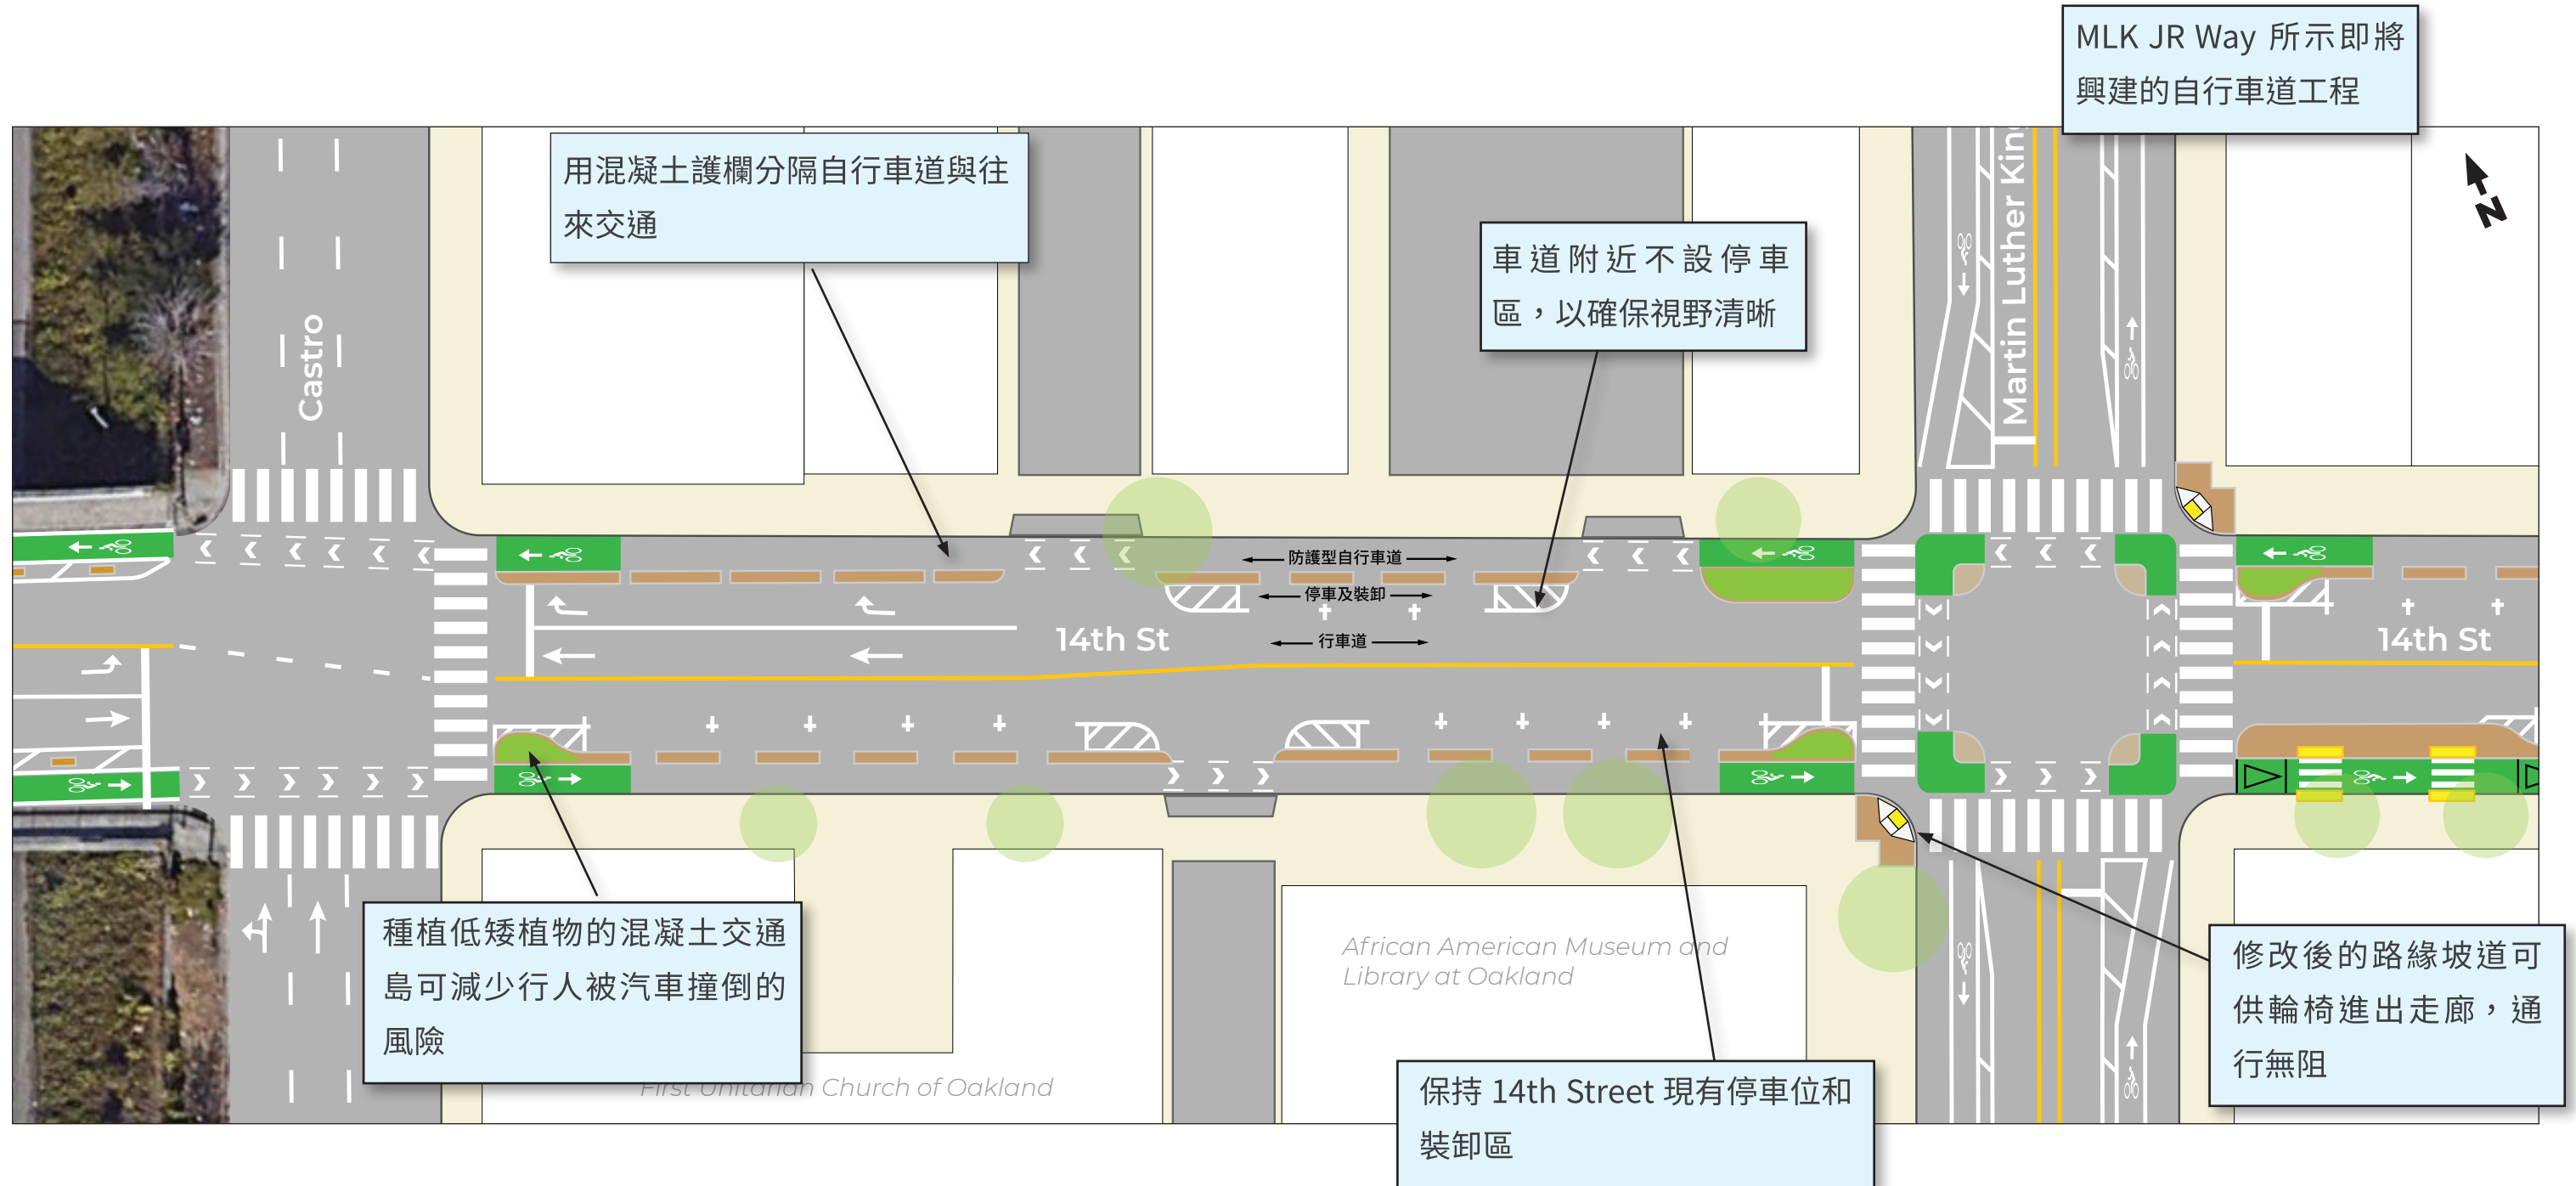 MLK JR Way 所示即將
興建的自行車道工程
用混凝土護欄分隔自行車道與往
來交通
車道附近不設停車
區，以確保視野清晰
Castro
Martin Luther King
N
防護型自行車道
停車及裝卸
行車道
14th St
14th St
種植低矮植物的混凝土交通
島可減少行人被汽車撞倒的
風險
First Unitarian Church of Oakland
African American Museum and
Library at Oakland
保持 14th Street 現有停車位和
裝卸區
修改後的路緣坡道可
供輪椅進出走廊，通
行無阻